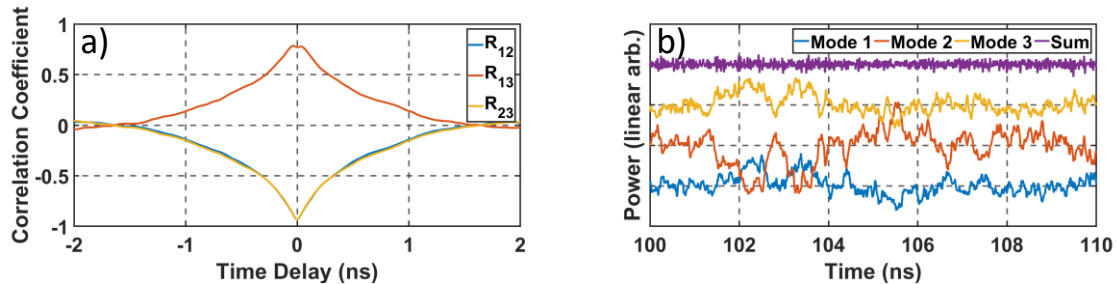 a)
Correlation Coefficient
1
0.5
0
-0.5
-1
-2
-1
0
1
2
Time Delay (ns)
R12
R13
R23
b)
Power (linear arb.)
Mode 1 Mode 2 Mode 3 Sum
100 102 104 106 108 110
Time (ns)